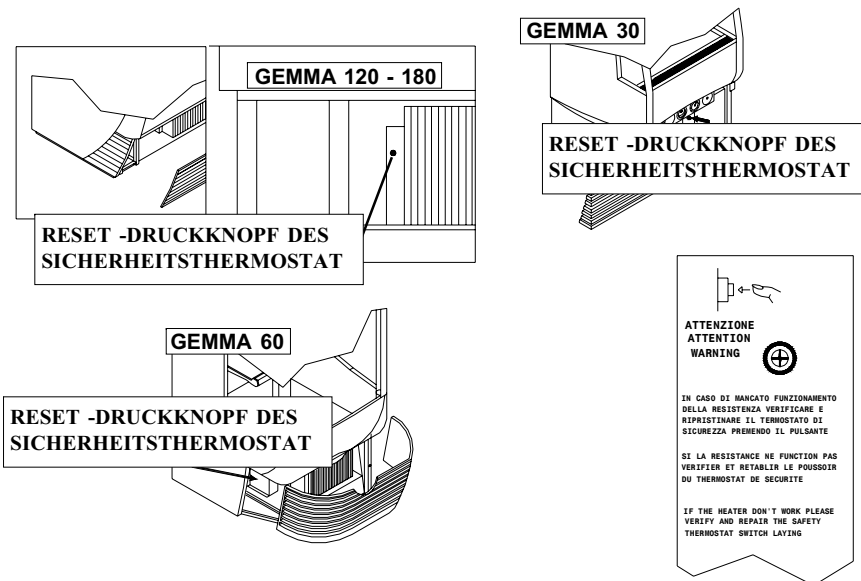 GEMMA 120 - 180
RESET -DRUCKKNOPF DES
SICHERHEITSTHERMOSTAT
GEMMA 30
RESET -DRUCKKNOPF DES
SICHERHEITSTHERMOSTAT
GEMMA 60
RESET -DRUCKKNOPF DES
SICHERHEITSTHERMOSTAT
ATTENZIONE
ATTENTION
WARNING
IN CASO DI MANCATO FUNZIONAMENTO
DELLA RESISTENZA VERIFICARE E
RIPRISTINARE IL TERMOSTATO DI
SICUREZZA PREMENDO IL PULSANTE
SI LA RESISTANCE NE FUNCTION PAS
VERIFIER ET RETABLIR LE POUSSOIR
DU THERMOSTAT DE SECURITE
IF THE HEATER DON'T WORK PLEASE
VERIFY AND REPAIR THE SAFETY
THERMOSTAT SWITCH LAYING